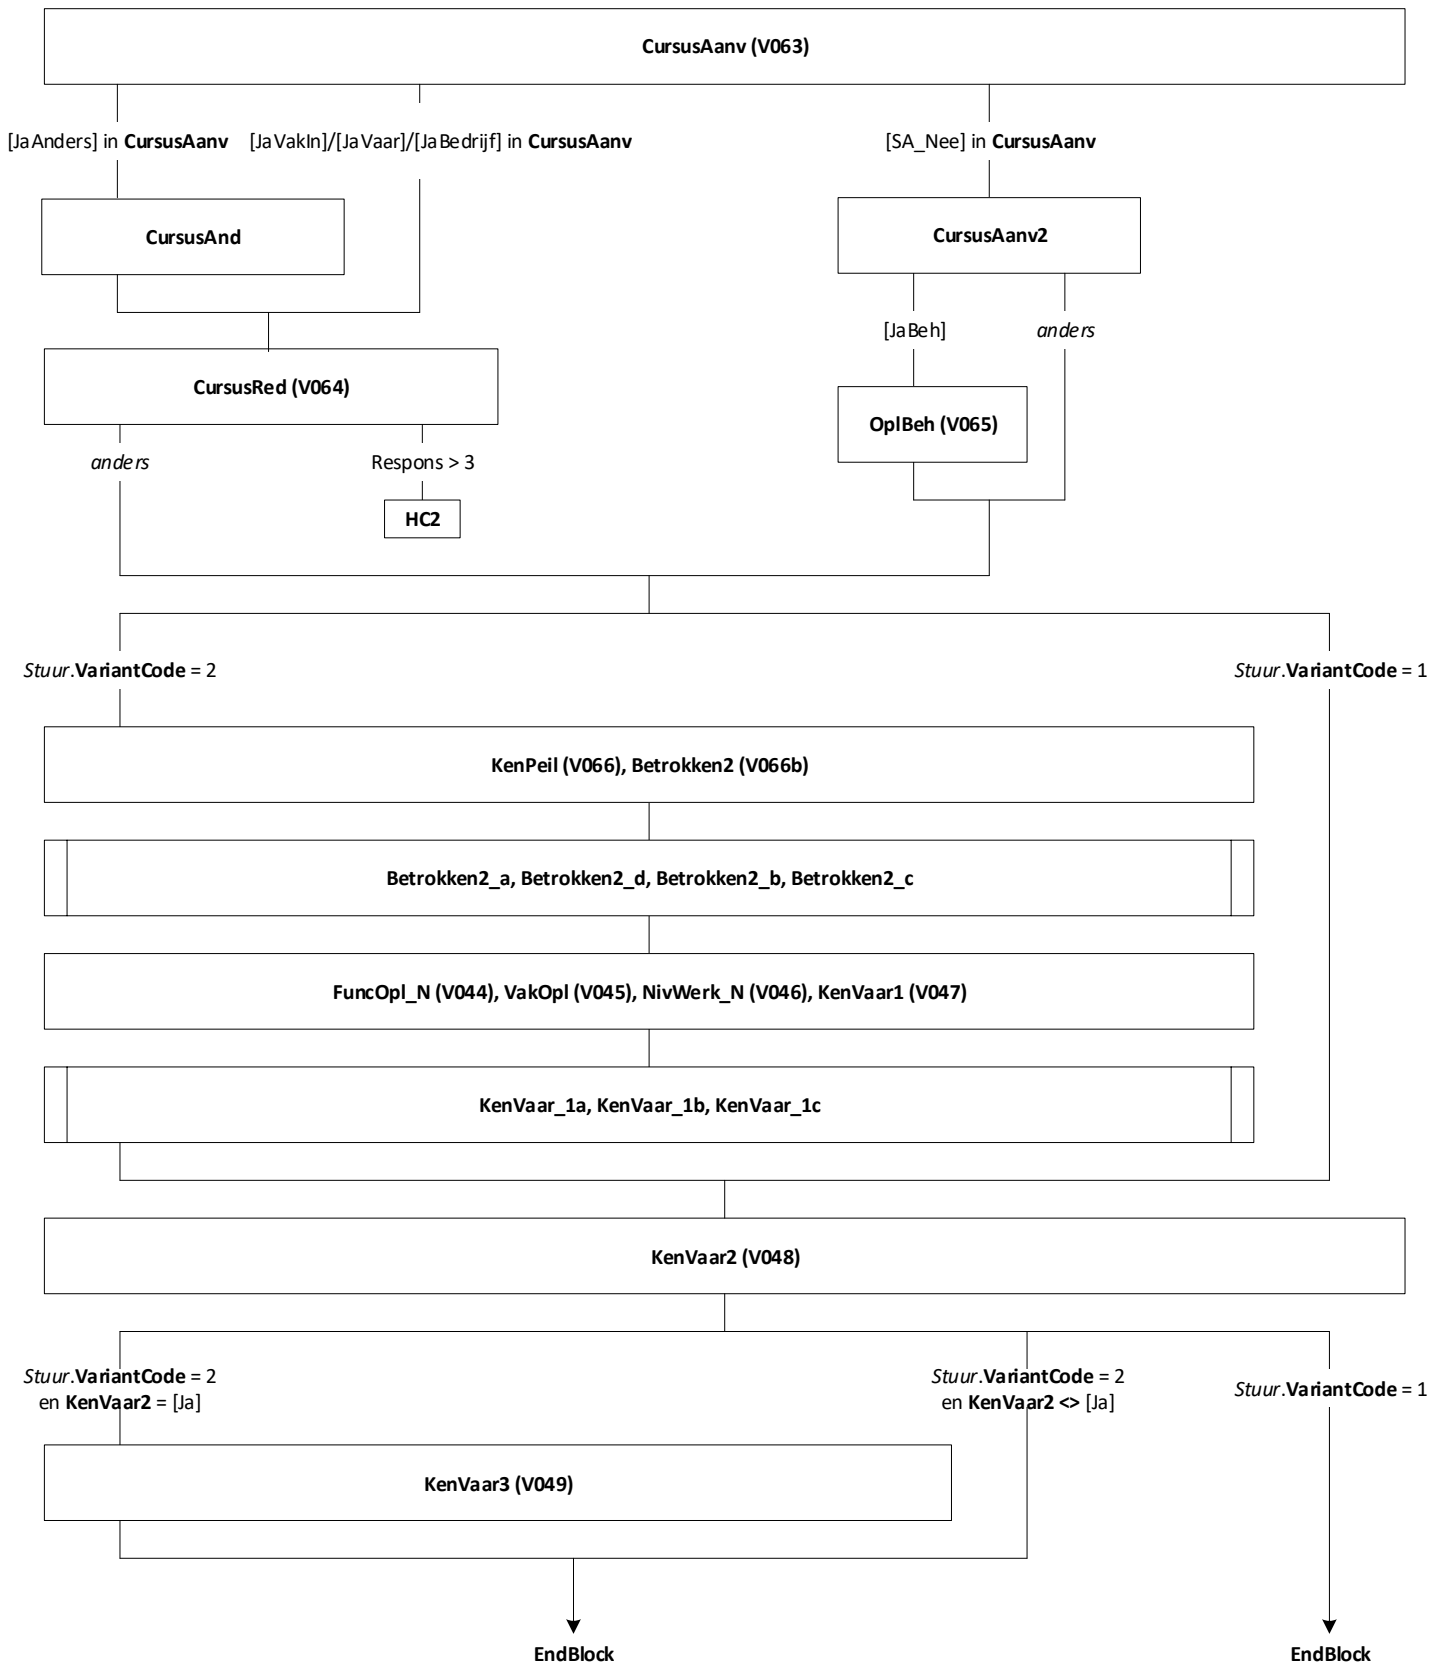 CursusAanv (V063)
[JaAnders] in CursusAanv
[JaVakIn]/[JaVaar]/[JaBedrijf] in CursusAanv
[SA_Nee] in CursusAanv
CursusAnd
CursusAanv2
[JaBeh]
anders
CursusRed (V064)
OplBeh (V065)
anders
Respons > 3
HC2
Stuur.VariantCode = 2
Stuur.VariantCode = 1
KenPeil (V066), Betrokken2 (V066b)
Betrokken2_a, Betrokken2_d, Betrokken2_b, Betrokken2_c
FuncOpl_N (V044), VakOpl (V045), NivWerk_N (V046), KenVaar1 (V047)
KenVaar_1a, KenVaar_1b, KenVaar_1c
KenVaar2 (V048)
Stuur.VariantCode = 2
en KenVaar2 = [Ja]
Stuur.VariantCode = 2
en KenVaar2 <> [Ja]
Stuur.VariantCode = 1
KenVaar3 (V049)
EndBlock
EndBlock